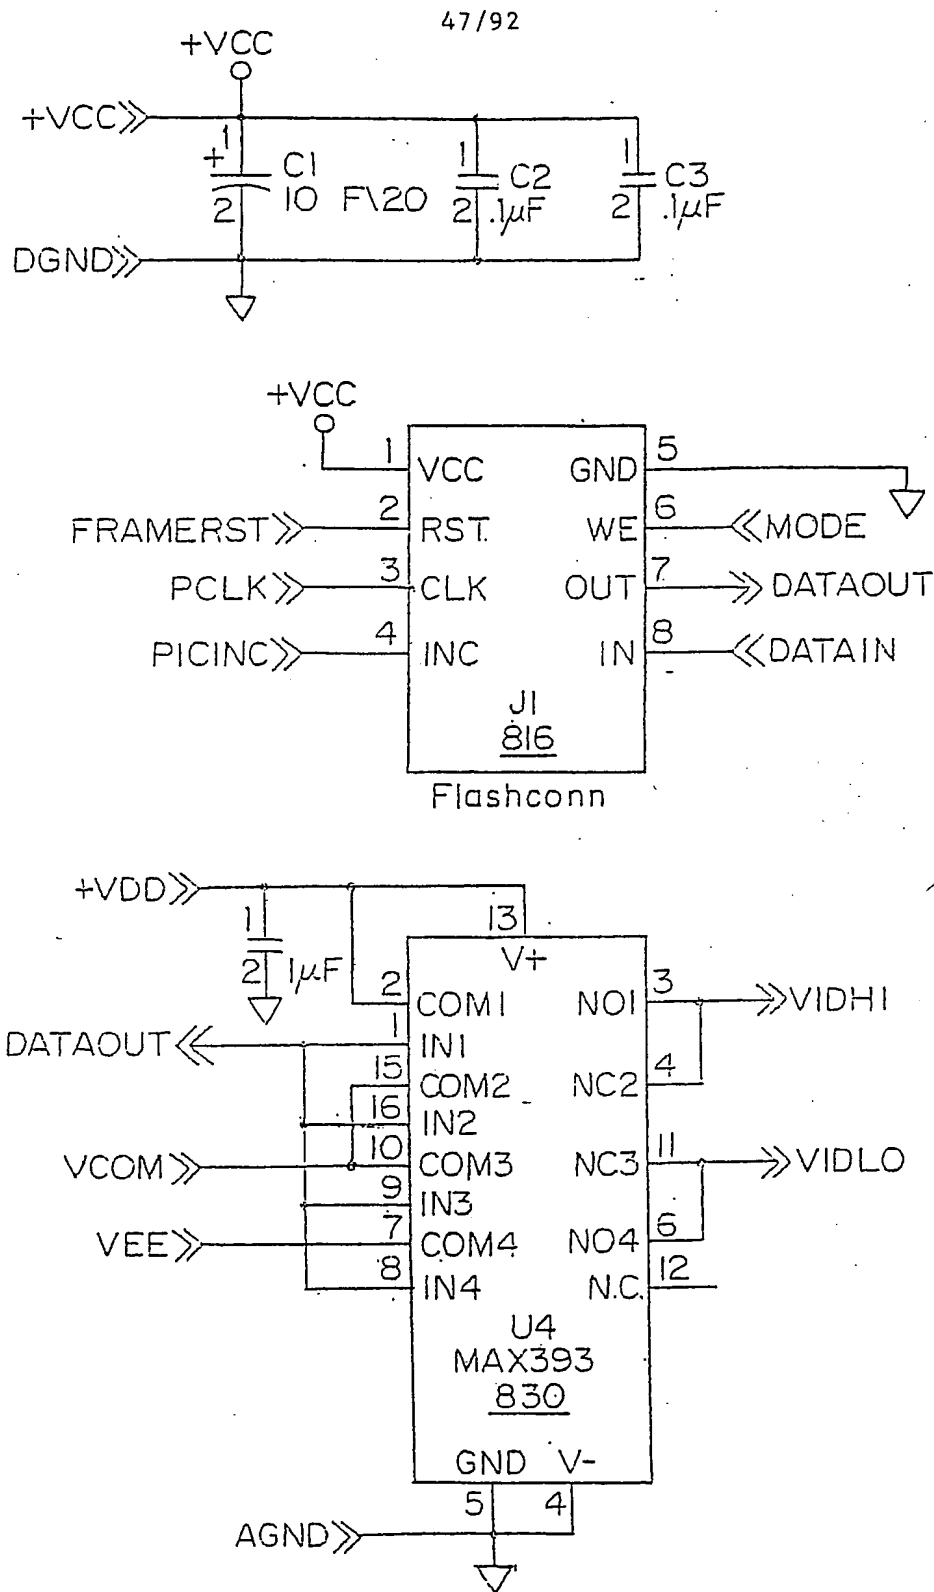 47/92
+VCC
+VCC
1
+
C1
10 F\20
2
1
C2
2
.1μF
1
C3
2
.1μF
DGND
+VCC
1
VCC
GND
5
FRAMERST
2
RST.
WE
6
MODE
PCLK
3
CLK
OUT
7
DATAOUT
PICINC
4
INC
IN
8
DATAIN
J1
816
Flashconn
+VDD
1
2
1μF
13
V+
2
COM1
NO1
3
VIDHI
DATAOUT
1
IN1
15
COM2
NC2
4
16
IN2
VCOM
10
COM3
NC3
11
VIDLO
9
IN3
VEE
7
COM4
NO4
6
8
IN4
N.C.
12
U4
MAX393
830
GND V-
5
4
AGND